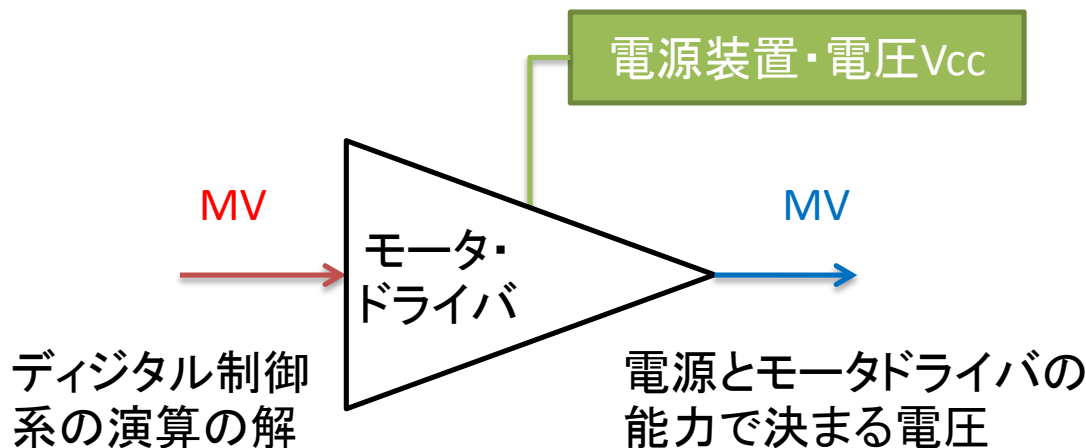 電源装置・電圧Vcc
MV
MV
モータ・
ドライバ
ディジタル制御
系の演算の解
電源とモータドライバの
能力で決まる電圧